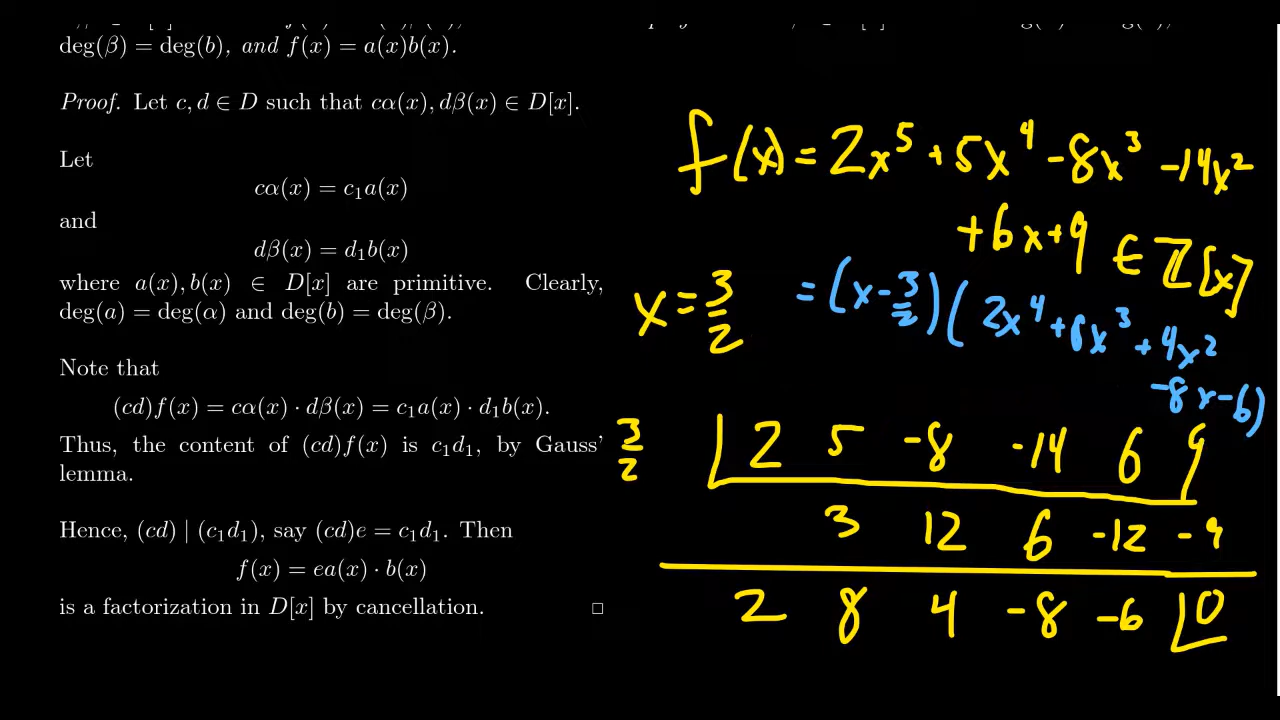 deg(β) = deg(b), and f(x) = a(x)b(x).
Proof. Let c, d ∈ D such that cα(x), dβ(x) ∈ D[x].
Let
cα(x) = c₁a(x)
and
dβ(x) = d₁b(x)
where a(x), b(x) ∈ D[x] are primitive. Clearly,
deg(a) = deg(α) and deg(b) = deg(β).
Note that
(cd)f(x) = cα(x) · dβ(x) = c₁a(x) · d₁b(x).
Thus, the content of (cd)f(x) is c₁d₁, by Gauss'
lemma.
Hence, (cd) | (c₁d₁), say (cd)e = c₁d₁. Then
f(x) = ea(x) · b(x)
is a factorization in D[x] by cancellation. □
f(x) = 2x⁵ + 5x⁴ - 8x³ - 14x²
+ 6x + 9 ∈ ℤ[x]
x = 3/2
= (x - 3/2)(2x⁴ + 8x³ + 4x²
- 8x - 6)
3/2 | 2 5 -8 -14 6 9
3 12 6 -12 -9
2 8 4 -8 -6 | 0